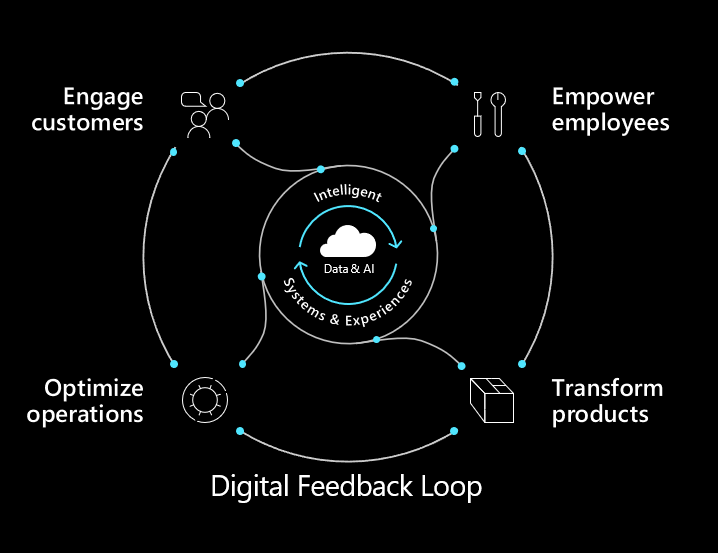 Engage
customers
Empower
employees
Intelligent
Data & AI
Systems & Experiences
Optimize
operations
Transform
products
Digital Feedback Loop